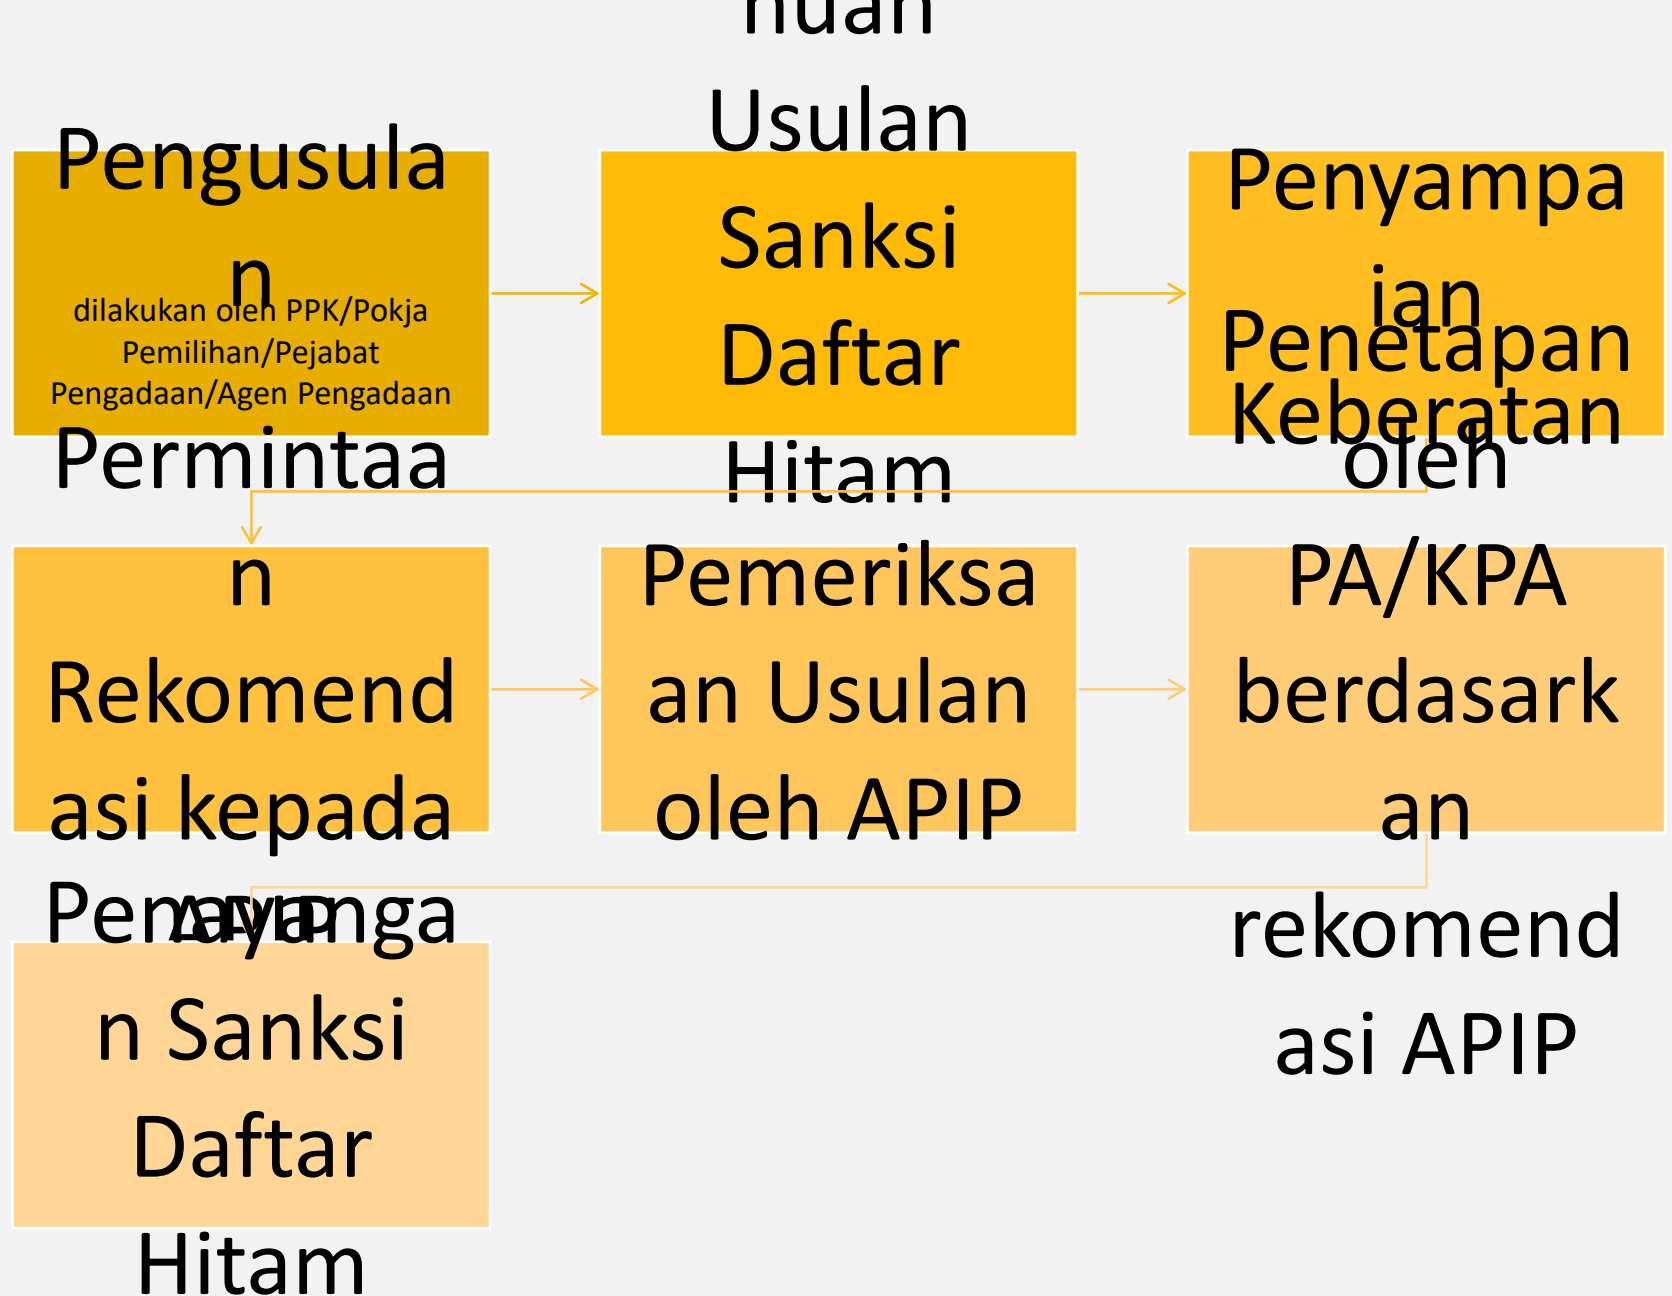 Pengusula
n
dilakukan oleh PPK/Pokja
Pemilihan/Pejabat
Pengadaan/Agen Pengadaan
nuan
Usulan
Sanksi
Daftar
Hitam
Penyampa
ian
Keberatan
Permintaa
n
Rekomend
asi kepada
APIP
Pemeriksa
an Usulan
oleh APIP
Penetapan
oleh
PA/KPA
berdasark
an
rekomend
asi APIP
Penayanga
n Sanksi
Daftar
Hitam